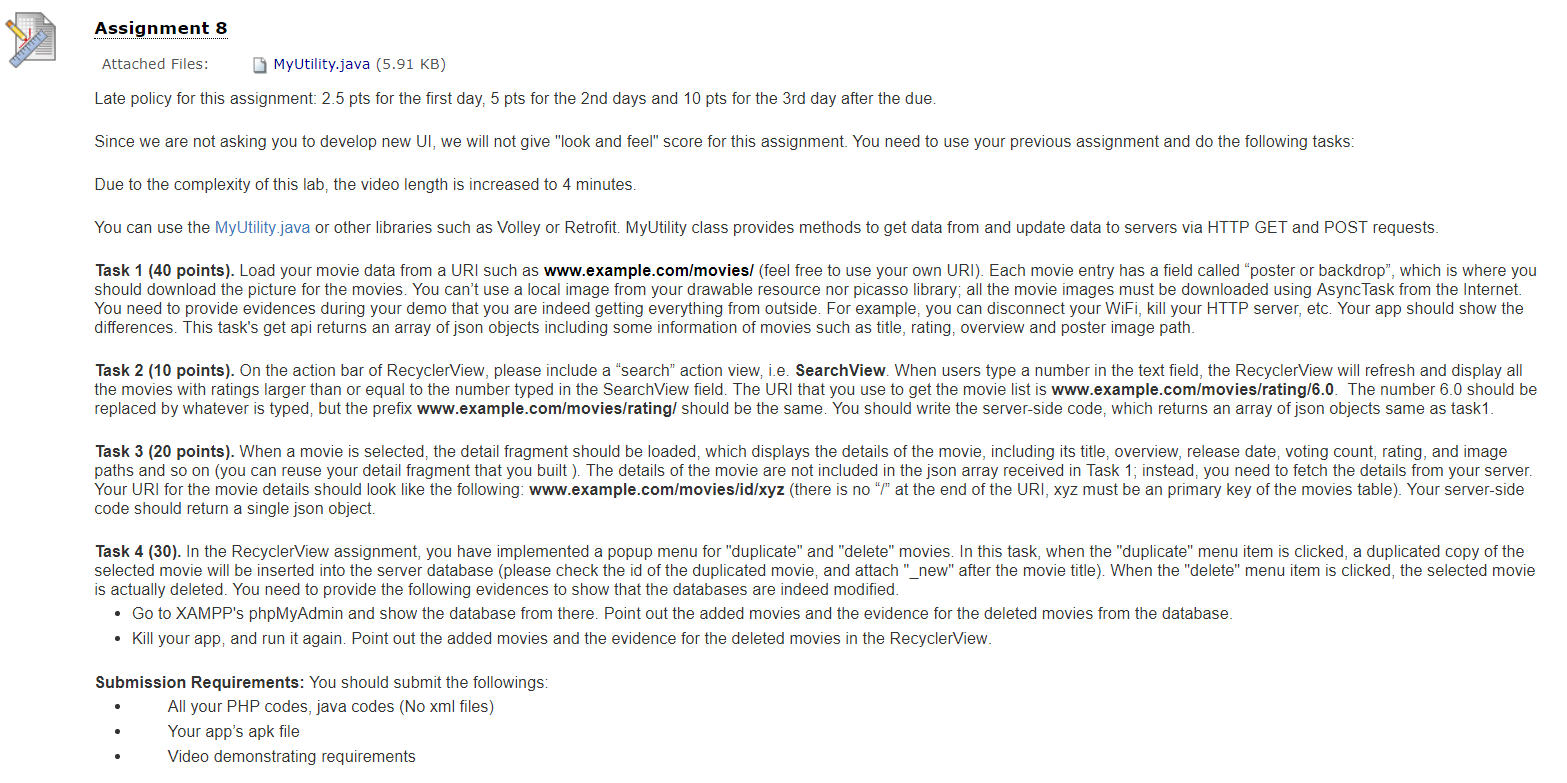 Assignment 8
Attached Files: MyUtility.java (5.91 KB)
Late policy for this assignment: 2.5 pts for the first day, 5 pts for the 2nd days and 10 pts for the 3rd day after the due.
Since we are not asking you to develop new UI, we will not give "look and feel" score for this assignment. You need to use your previous assignment and do the following tasks:
Due to the complexity of this lab, the video length is increased to 4 minutes.
You can use the MyUtility.java or other libraries such as Volley or Retrofit. MyUtility class provides methods to get data from and update data to servers via HTTP GET and POST requests.
Task 1 (40 points). Load your movie data from a URI such as www.example.com/movies/ (feel free to use your own URI). Each movie entry has a field called “poster or backdrop”, which is where you
should download the picture for the movies. You can’t use a local image from your drawable resource nor picasso library; all the movie images must be downloaded using AsyncTask from the Internet.
You need to provide evidences during your demo that you are indeed getting everything from outside. For example, you can disconnect your WiFi, kill your HTTP server, etc. Your app should show the
differences. This task's get api returns an array of json objects including some information of movies such as title, rating, overview and poster image path.
Task 2 (10 points). On the action bar of RecyclerView, please include a “search” action view, i.e. SearchView. When users type a number in the text field, the RecyclerView will refresh and display all
the movies with ratings larger than or equal to the number typed in the SearchView field. The URI that you use to get the movie list is www.example.com/movies/rating/6.0. The number 6.0 should be
replaced by whatever is typed, but the prefix www.example.com/movies/rating/ should be the same. You should write the server-side code, which returns an array of json objects same as task1.
Task 3 (20 points). When a movie is selected, the detail fragment should be loaded, which displays the details of the movie, including its title, overview, release date, voting count, rating, and image
paths and so on (you can reuse your detail fragment that you built ). The details of the movie are not included in the json array received in Task 1; instead, you need to fetch the details from your server.
Your URI for the movie details should look like the following: www.example.com/movies/id/xyz (there is no “/” at the end of the URI, xyz must be an primary key of the movies table). Your server-side
code should return a single json object.
Task 4 (30). In the RecyclerView assignment, you have implemented a popup menu for "duplicate" and "delete" movies. In this task, when the "duplicate" menu item is clicked, a duplicated copy of the
selected movie will be inserted into the server database (please check the id of the duplicated movie, and attach "_new" after the movie title). When the "delete" menu item is clicked, the selected movie
is actually deleted. You need to provide the following evidences to show that the databases are indeed modified.
• Go to XAMPP's phpMyAdmin and show the database from there. Point out the added movies and the evidence for the deleted movies from the database.
• Kill your app, and run it again. Point out the added movies and the evidence for the deleted movies in the RecyclerView.
Submission Requirements: You should submit the followings:
• All your PHP codes, java codes (No xml files)
• Your app’s apk file
• Video demonstrating requirements